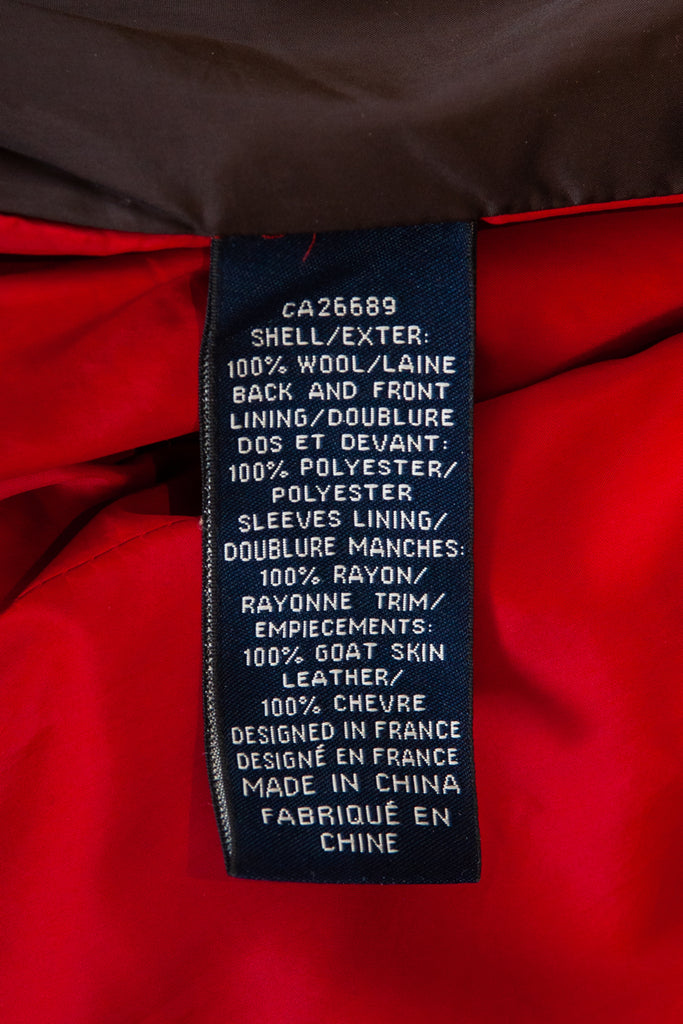 CA26689
SHELL/EXTER:
100% WOOL/LAINE
BACK AND FRONT
LINING/DOUBLURE
DOS ET DEVANT:
100% POLYESTER/
POLYESTER
SLEEVES LINING/
DOUBLURE MANCHES:
100% RAYON/
RAYONNE TRIM/
EMPIECEMENTS:
100% GOAT SKIN
LEATHER/
100% CHEVRE
DESIGNED IN FRANCE
DESIGNÉ EN FRANCE
MADE IN CHINA
FABRIQUÉ EN
CHINE